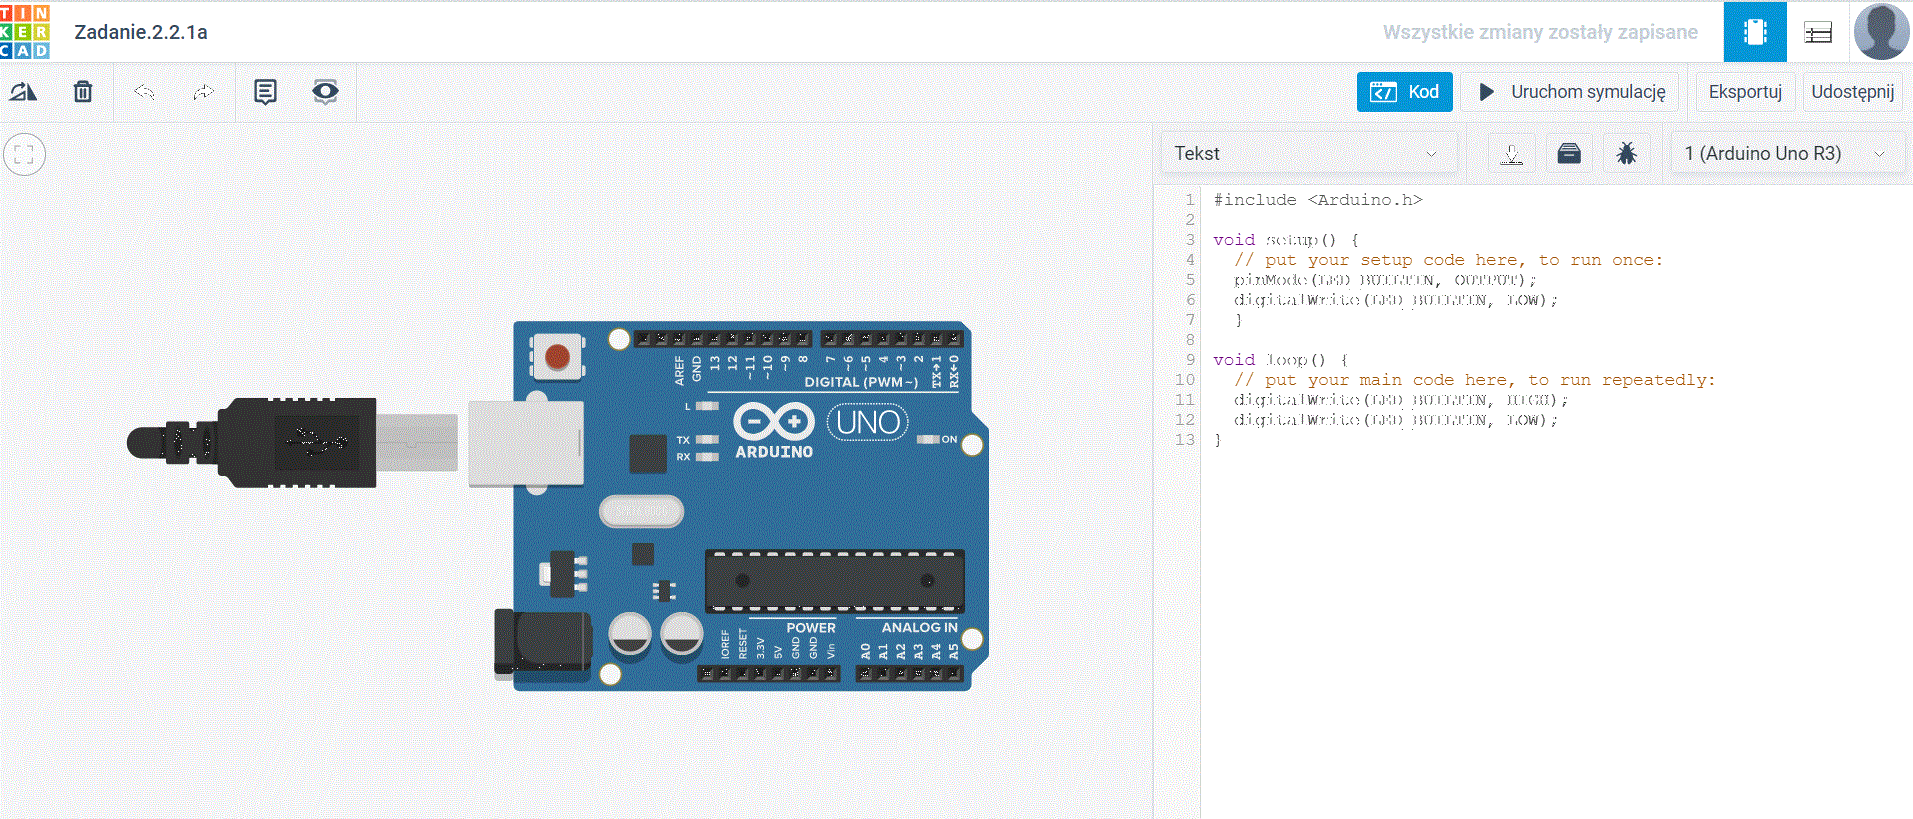 TINKERCAD
Zadanie.2.2.1a
Wszystkie zmiany zostały zapisane
Kod
Uruchom symulację
Eksportuj
Udostępnij
Tekst
1 (Arduino Uno R3)
1 #include <Arduino.h>
2
3 void setup() {
4 // put your setup code here, to run once:
5 pinMode(LED_BUILTIN, OUTPUT);
6 digitalWrite(LED_BUILTIN, LOW);
7 }
8
9 void loop() {
10 // put your main code here, to run repeatedly:
11 digitalWrite(LED_BUILTIN, HIGH);
12 digitalWrite(LED_BUILTIN, LOW);
13 }
AREF GND 13 12 ~11 ~10 ~9 8 7 ~6 ~5 4 ~3 2 TX→1 RX←0
DIGITAL (PWM~)
L
TX
RX
ARDUINO
UNO
ON
POWER
ANALOG IN
IOREF RESET 3.3V 5V GND GND Vin A0 A1 A2 A3 A4 A5